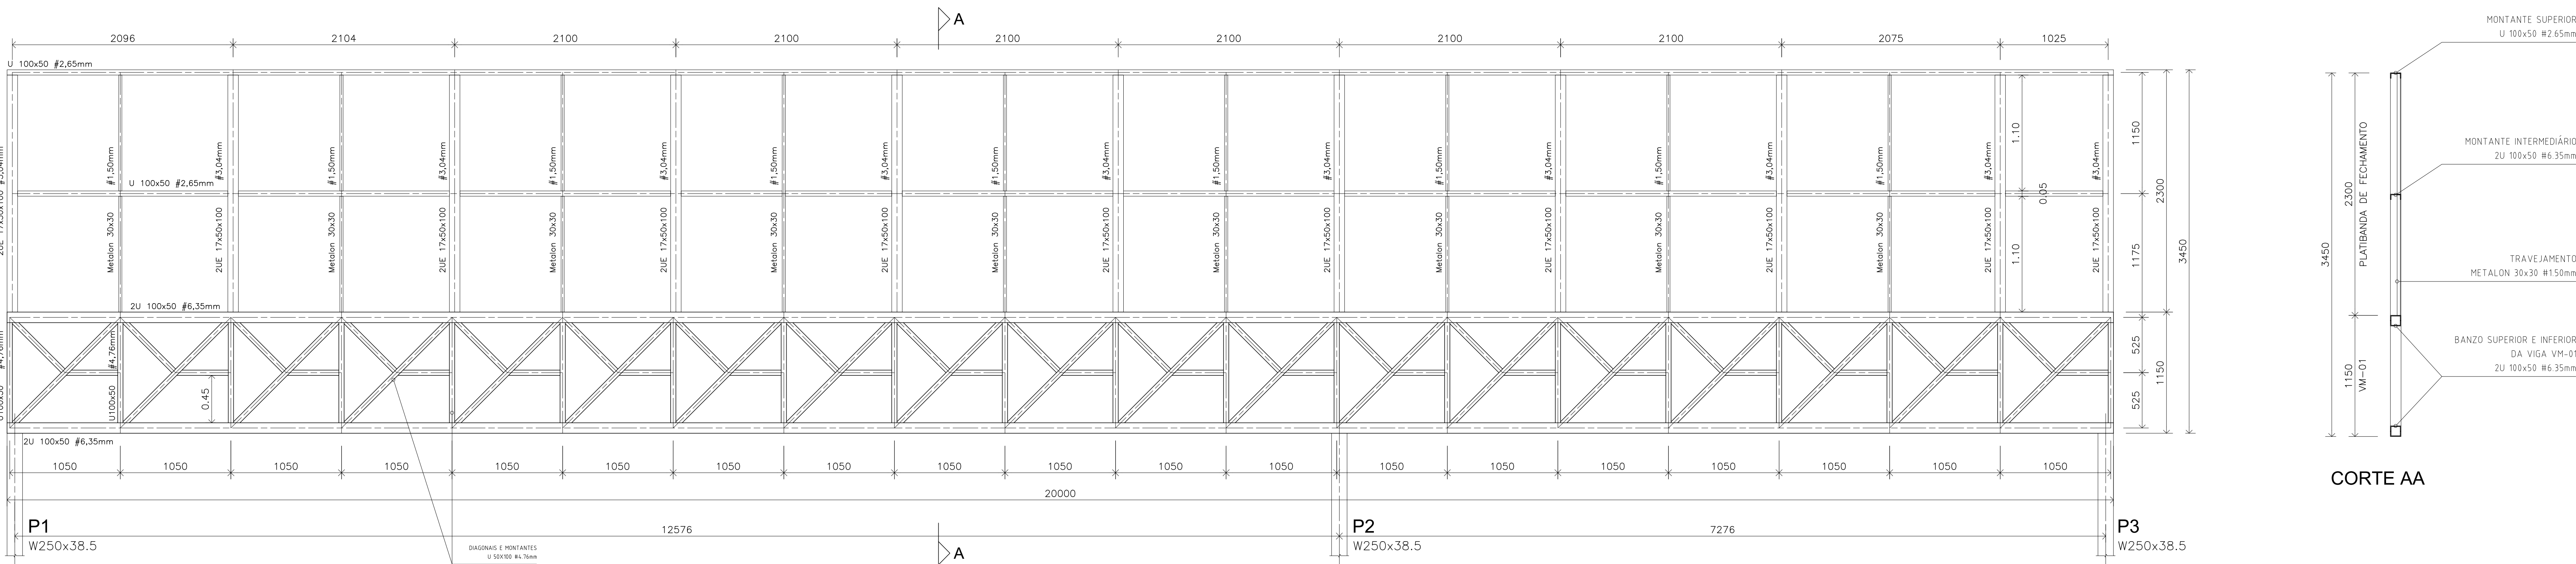 A
2096 2104 2100 2100 2100 2100 2100 2100 2075 1025
U 100x50 #2,65mm
#1,50mm #3,04mm #1,50mm #3,04mm #1,50mm #3,04mm #1,50mm #3,04mm #1,50mm #3,04mm #1,50mm #3,04mm #1,50mm #3,04mm #1,50mm #3,04mm #1,50mm #3,04mm #3,04mm
U 100x50 #2,65mm
Metalon 30x30 2UE 17x50x100 Metalon 30x30 2UE 17x50x100 Metalon 30x30 2UE 17x50x100 Metalon 30x30 2UE 17x50x100 Metalon 30x30 2UE 17x50x100 Metalon 30x30 2UE 17x50x100 Metalon 30x30 2UE 17x50x100 Metalon 30x30 2UE 17x50x100 Metalon 30x30 2UE 17x50x100 2UE 17x50x100
1.10
0.05
1.10
1150
1175
2300
3450
2U 100x50 #6,35mm
#4,76mm
U100x50
0.45
525
525
1150
2U 100x50 #6,35mm
1050 1050 1050 1050 1050 1050 1050 1050 1050 1050 1050 1050 1050 1050 1050 1050 1050 1050 1050
20000
12576 7276
P1
W250x38.5
P2
W250x38.5
P3
W250x38.5
DIAGONAIS E MONTANTES
U 50X100 #4.76mm
A
MONTANTE SUPERIOR
U 100x50 #2.65mm
MONTANTE INTERMEDIÁRIO
2U 100x50 #6.35mm
TRAVEJAMENTO
METALON 30x30 #1.50mm
BANZO SUPERIOR E INFERIOR
DA VIGA VM-01
2U 100x50 #6.35mm
3450
2300
PLATIBANDA DE FECHAMENTO
1150
VM-01
CORTE AA